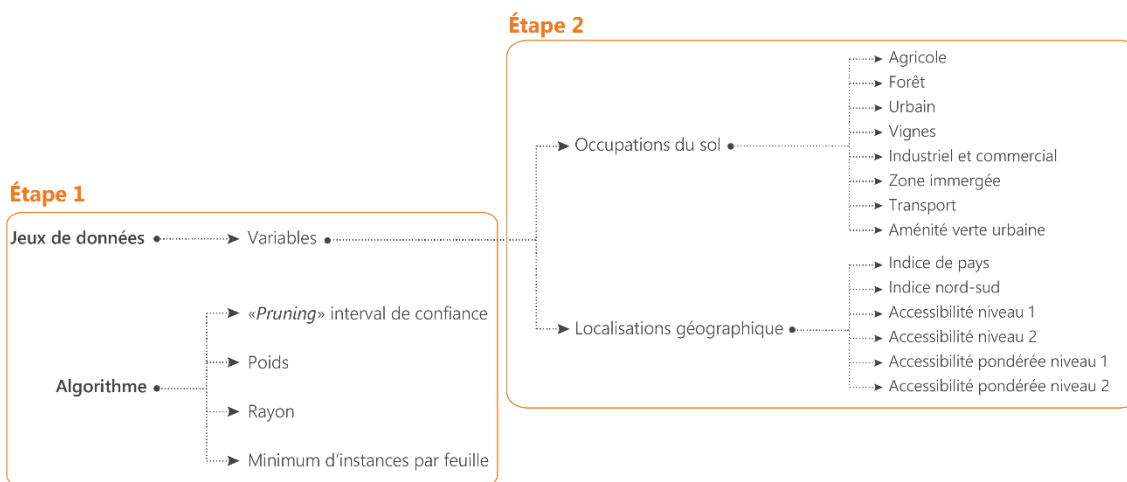 Étape 2
Agricole
Forêt
Urbain
Occupations du sol
Vignes
Industriel et commercial
Zone immergée
Transport
Aménité verte urbaine
Étape 1
Jeux de données
Variables
Indice de pays
Indice nord-sud
Accessibilité niveau 1
Localisations géographique
Accessibilité niveau 2
Accessibilité pondérée niveau 1
Accessibilité pondérée niveau 2
«Pruning» interval de confiance
Poids
Algorithme
Rayon
Minimum d’instances par feuille